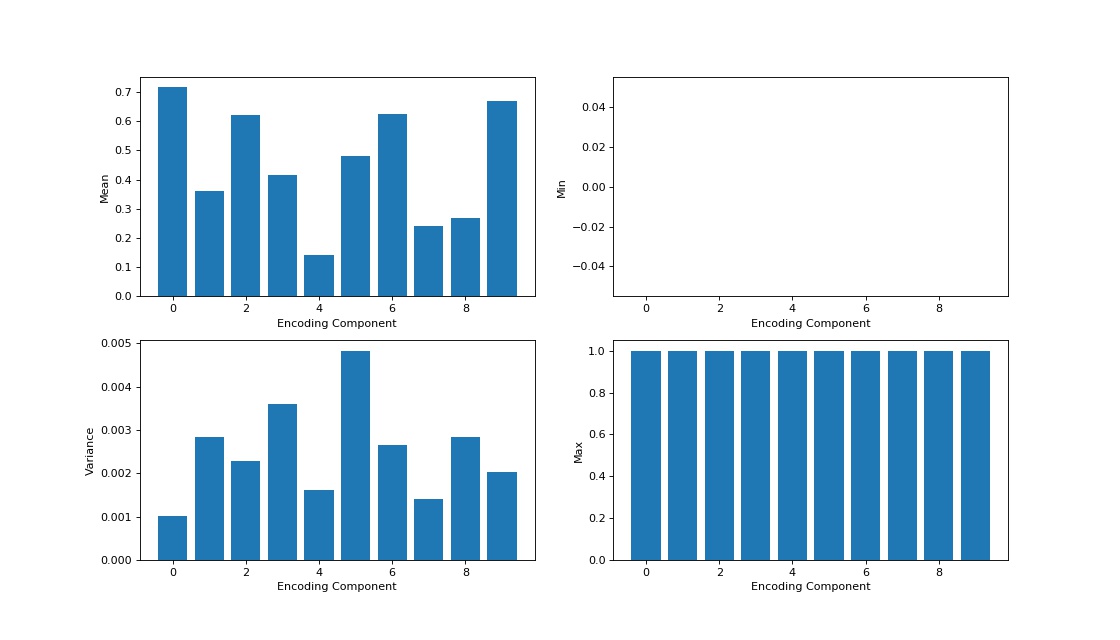 Mean
0.7
0.6
0.5
0.4
0.3
0.2
0.1
0.0
0 2 4 6 8
Encoding Component
Min
0.04
0.02
0.00
−0.02
−0.04
0 2 4 6 8
Encoding Component
Variance
0.005
0.004
0.003
0.002
0.001
0.000
0 2 4 6 8
Encoding Component
Max
1.0
0.8
0.6
0.4
0.2
0.0
0 2 4 6 8
Encoding Component